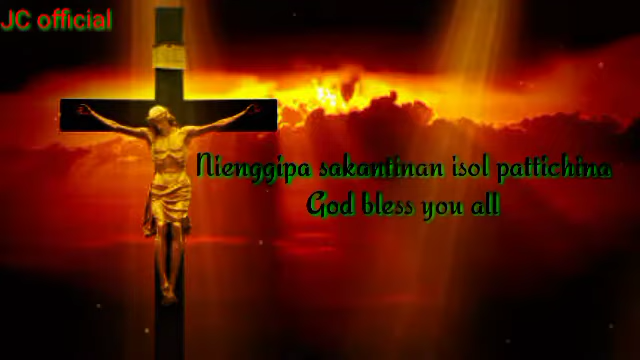 JC official
Nienggipa sakantinan isol pattichina
God bless you all